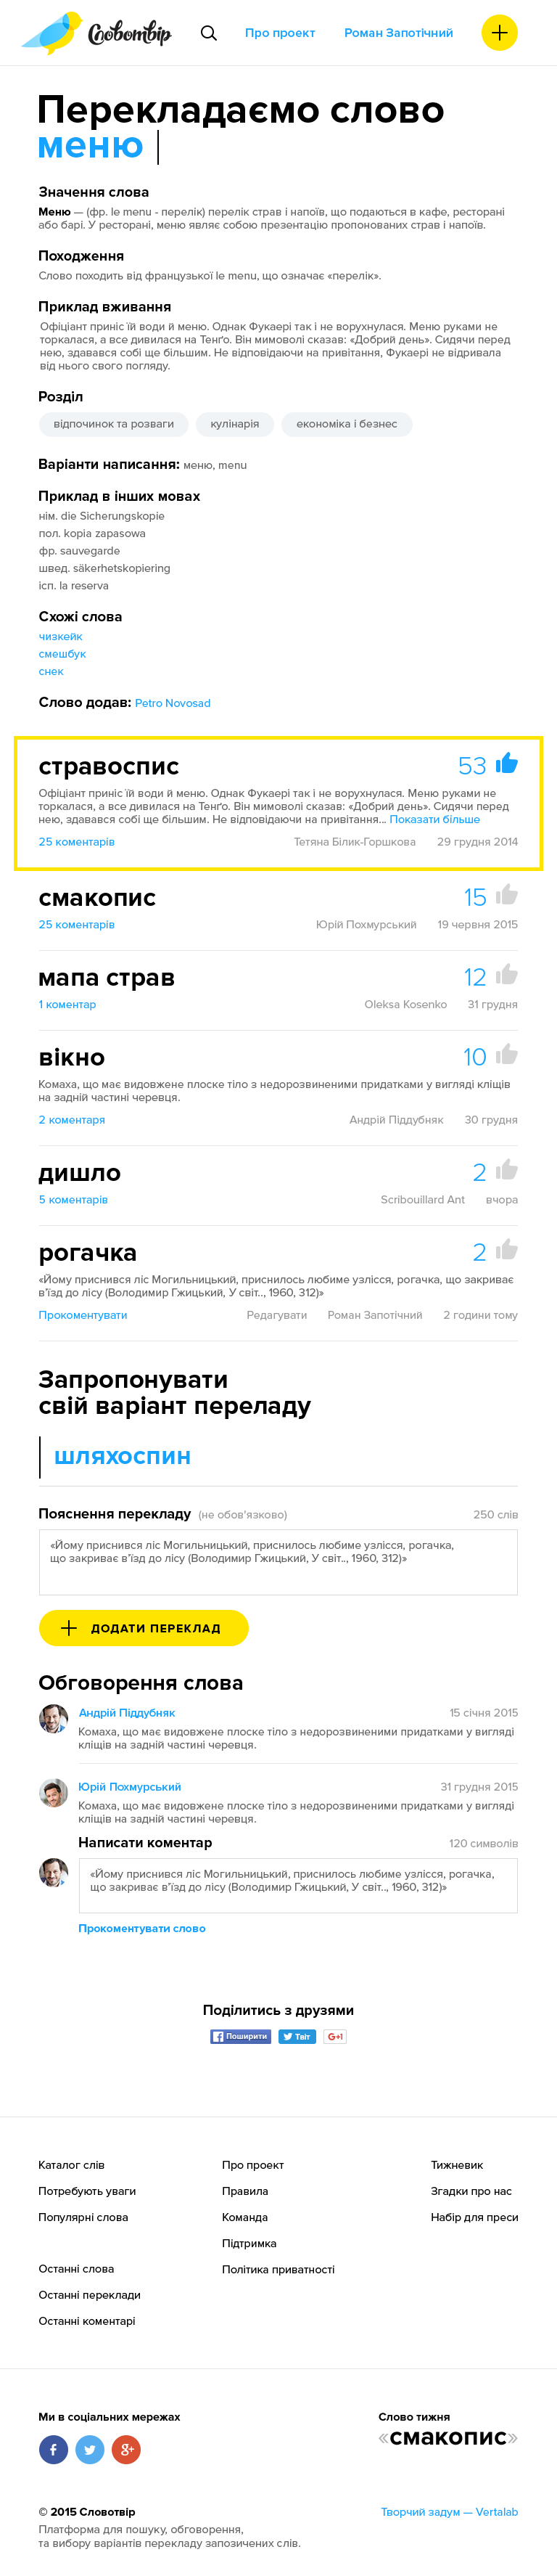 Словотвір
Про проект
Роман Запотічний
Перекладаємо слово
меню
Значення слова
Меню — (фр. le menu - перелік) перелік страв і напоїв, що подаються в кафе, ресторані
або барі. У ресторані, меню являє собою презентацію пропонованих страв і напоїв.
Походження
Слово походить від французької le menu, що означає «перелік».
Приклад вживання
Офіціант приніс їй води й меню. Однак Фукаері так і не ворухнулася. Меню руками не
торкалася, а все дивилася на Тенґо. Він мимоволі сказав: «Добрий день». Сидячи перед
нею, здавався собі ще більшим. Не відповідаючи на привітання, Фукаері не відривала
від нього свого погляду.
Розділ
відпочинок та розваги
кулінарія
економіка і безнес
Варіанти написання: меню, menu
Приклад в інших мовах
нім. die Sicherungskopie
пол. kopia zapasowa
фр. sauvegarde
швед. säkerhetskopiering
ісп. la reserva
Схожі слова
чизкейк
смешбук
снек
Слово додав: Petro Novosad
стравоспис
53
Офіціант приніс їй води й меню. Однак Фукаері так і не ворухнулася. Меню руками не
торкалася, а все дивилася на Тенґо. Він мимоволі сказав: «Добрий день». Сидячи перед
нею, здавався собі ще більшим. Не відповідаючи на привітання... Показати більше
25 коментарів
Тетяна Білик-Горшкова
29 грудня 2014
смакопис
15
25 коментарів
Юрій Похмурський
19 червня 2015
мапа страв
12
1 коментар
Oleksa Kosenko
31 грудня
вікно
10
Комаха, що має видовжене плоске тіло з недорозвиненими придатками у вигляді кліщів
на задній частині черевця.
2 коментаря
Андрій Піддубняк
30 грудня
дишло
2
5 коментарів
Scribouillard Ant
вчора
рогачка
2
«Йому приснився ліс Могильницький, приснилось любиме узлісся, рогачка, що закриває
в'їзд до лісу (Володимир Гжицький, У світ.., 1960, 312)»
Прокоментувати
Редагувати
Роман Запотічний
2 години тому
Запропонувати
свій варіант переладу
шляхоспин
Пояснення перекладу (не обов'язково)
250 слів
«Йому приснився ліс Могильницький, приснилось любиме узлісся, рогачка,
що закриває в'їзд до лісу (Володимир Гжицький, У світ.., 1960, 312)»
ДОДАТИ ПЕРЕКЛАД
Обговорення слова
Андрій Піддубняк
15 січня 2015
Комаха, що має видовжене плоске тіло з недорозвиненими придатками у вигляді
кліщів на задній частині черевця.
Юрій Похмурський
31 грудня 2015
Комаха, що має видовжене плоске тіло з недорозвиненими придатками у вигляді
кліщів на задній частині черевця.
Написати коментар
120 символів
«Йому приснився ліс Могильницький, приснилось любиме узлісся, рогачка,
що закриває в'їзд до лісу (Володимир Гжицький, У світ.., 1960, 312)»
Прокоментувати слово
Поділитись з друзями
Поширити
Твіт
G+1
Каталог слів
Потребують уваги
Популярні слова
Останні слова
Останні переклади
Останні коментарі
Про проект
Правила
Команда
Підтримка
Політика приватності
Тижневик
Згадки про нас
Набір для преси
Ми в соціальних мережах
Слово тижня
«смакопис»
© 2015 Словотвір
Платформа для пошуку, обговорення,
та вибору варіантів перекладу запозичених слів.
Творчий задум — Vertalab